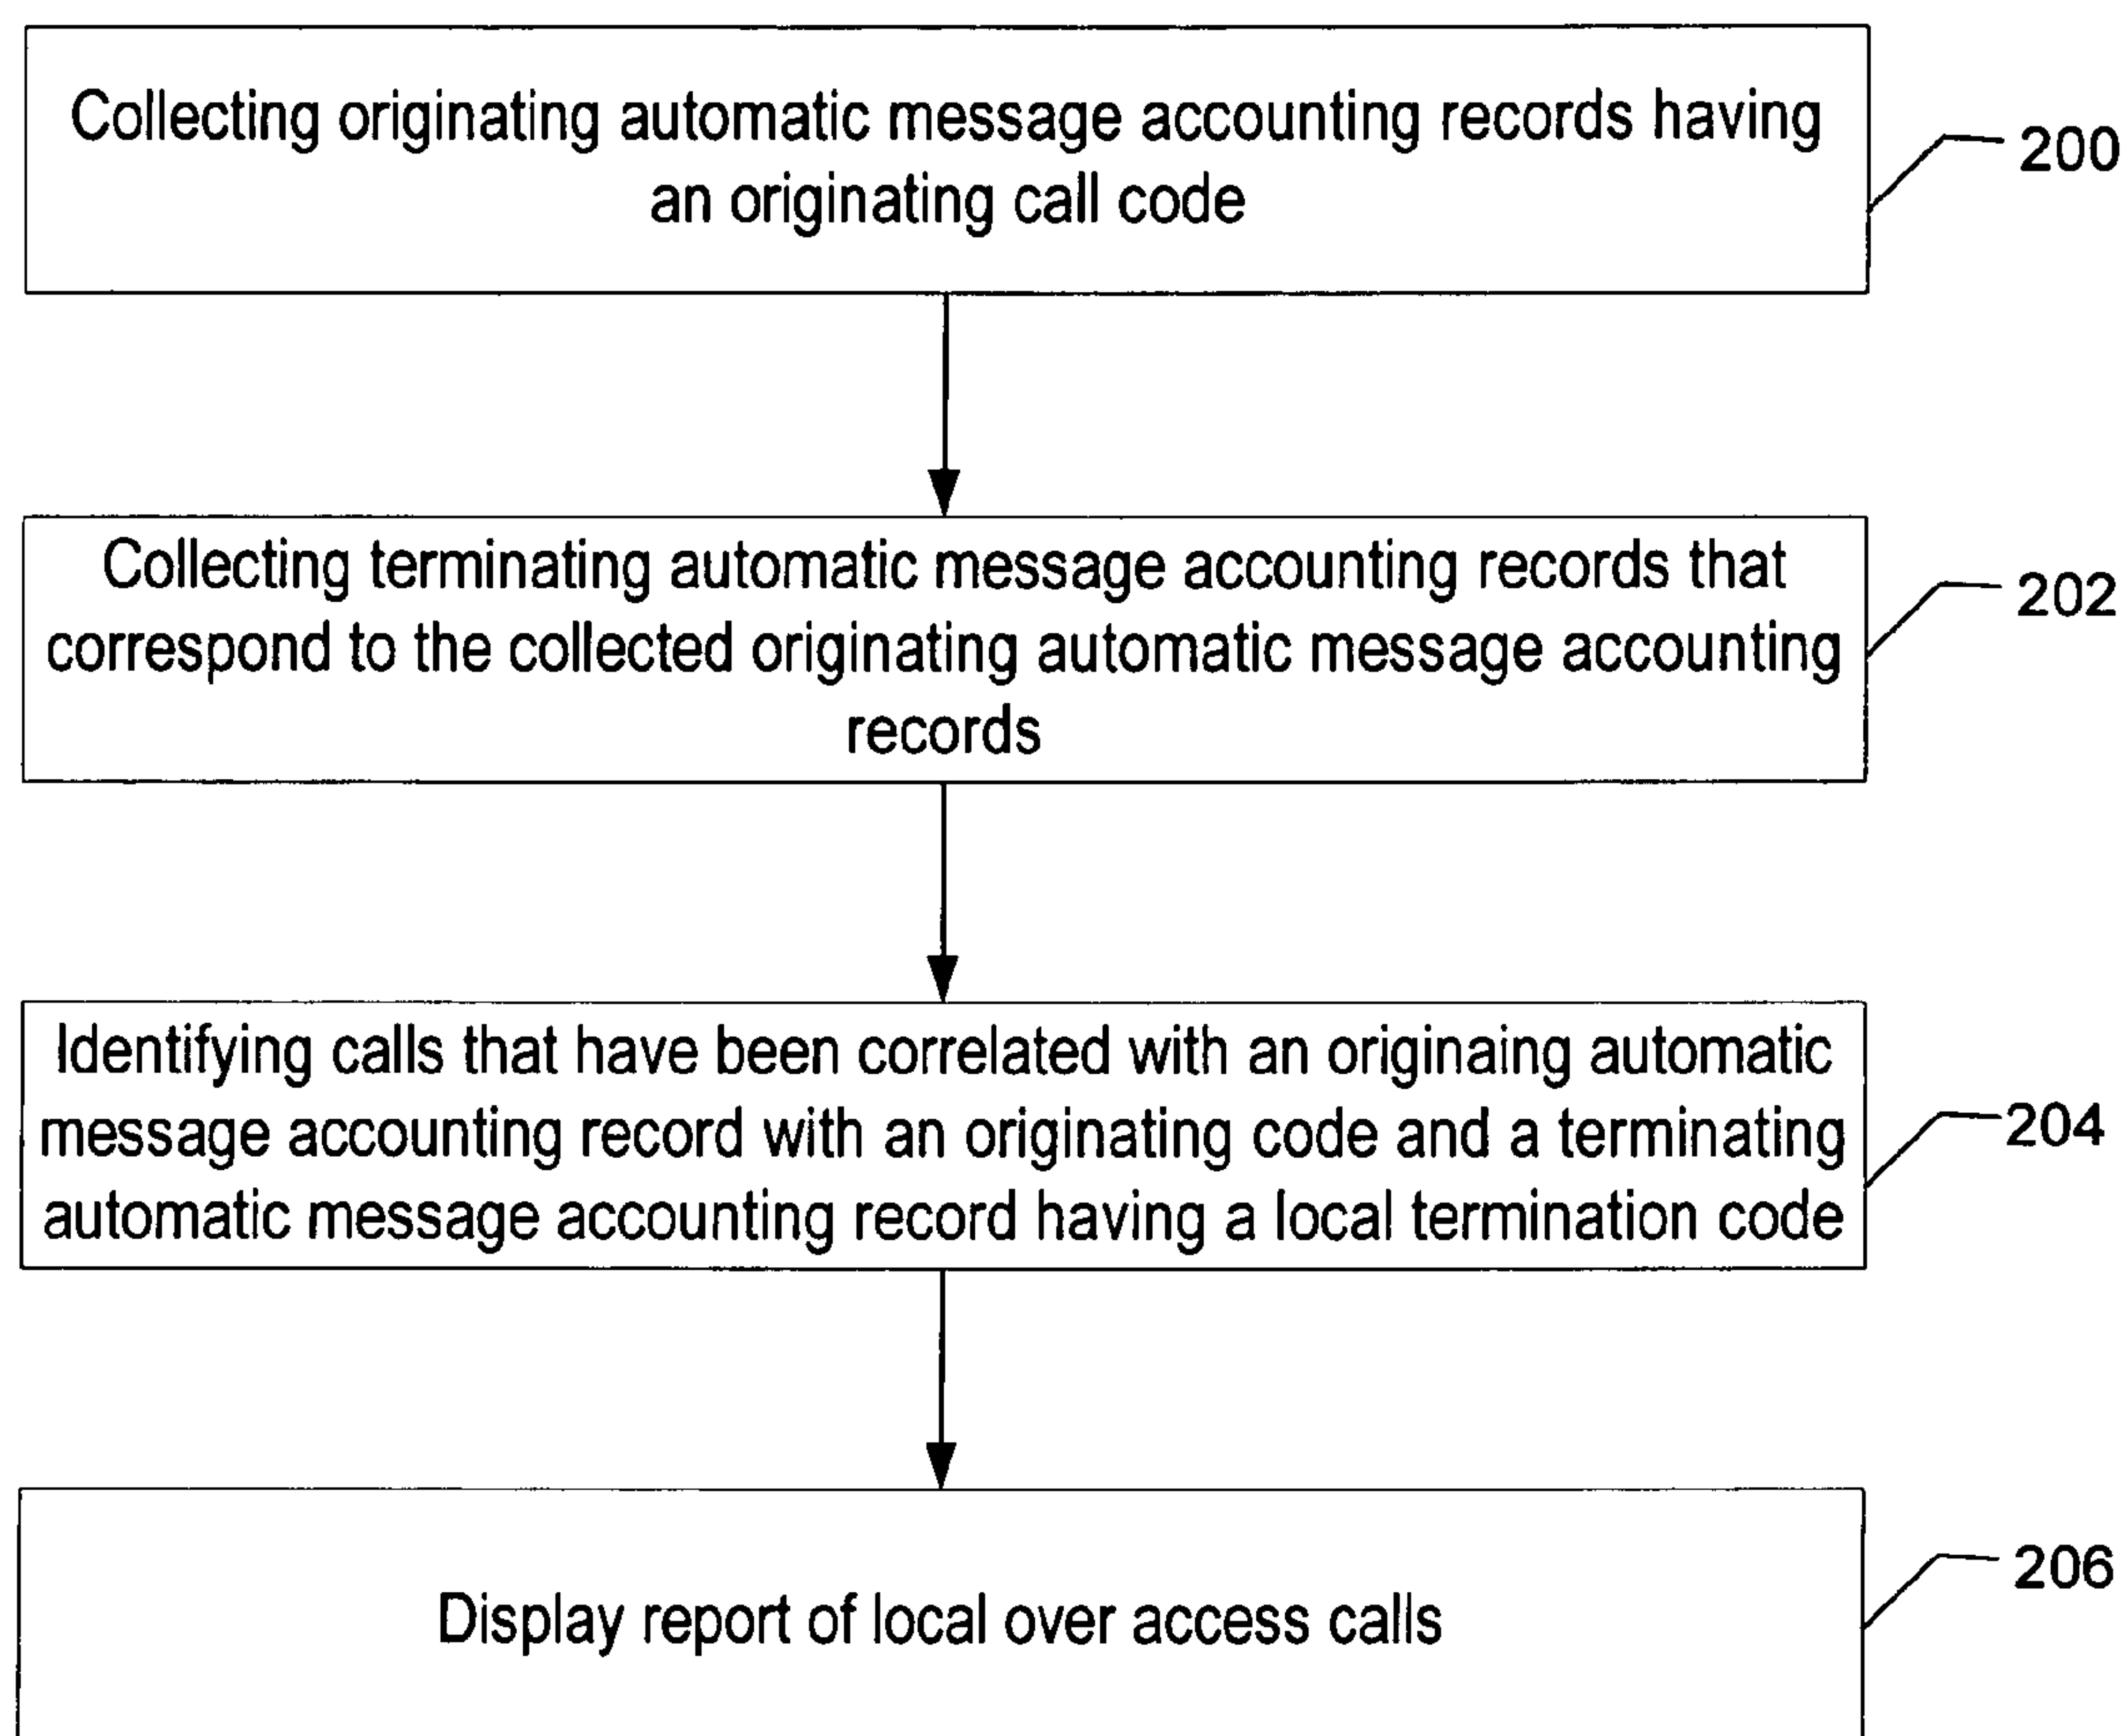 Collecting originating automatic message accounting records having
an originating call code
200
Collecting terminating automatic message accounting records that
correspond to the collected originating automatic message accounting
records
202
Identifying calls that have been correlated with an originaing automatic
message accounting record with an originating code and a terminating
automatic message accounting record having a local termination code
204
Display report of local over access calls
206